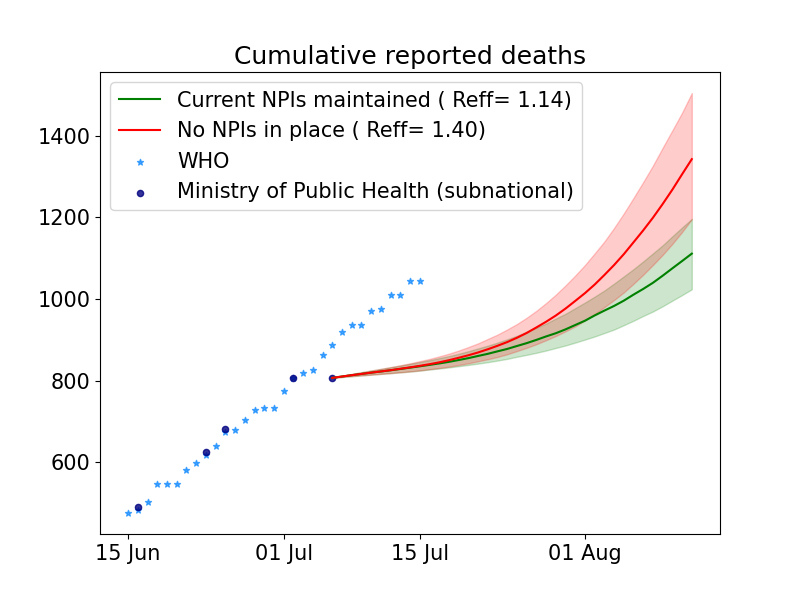 Cumulative reported deaths
Current NPIs maintained ( Reff= 1.14)
No NPIs in place ( Reff= 1.40)
WHO
Ministry of Public Health (subnational)
1400
1200
1000
800
600
15 Jun
01 Jul
15 Jul
01 Aug